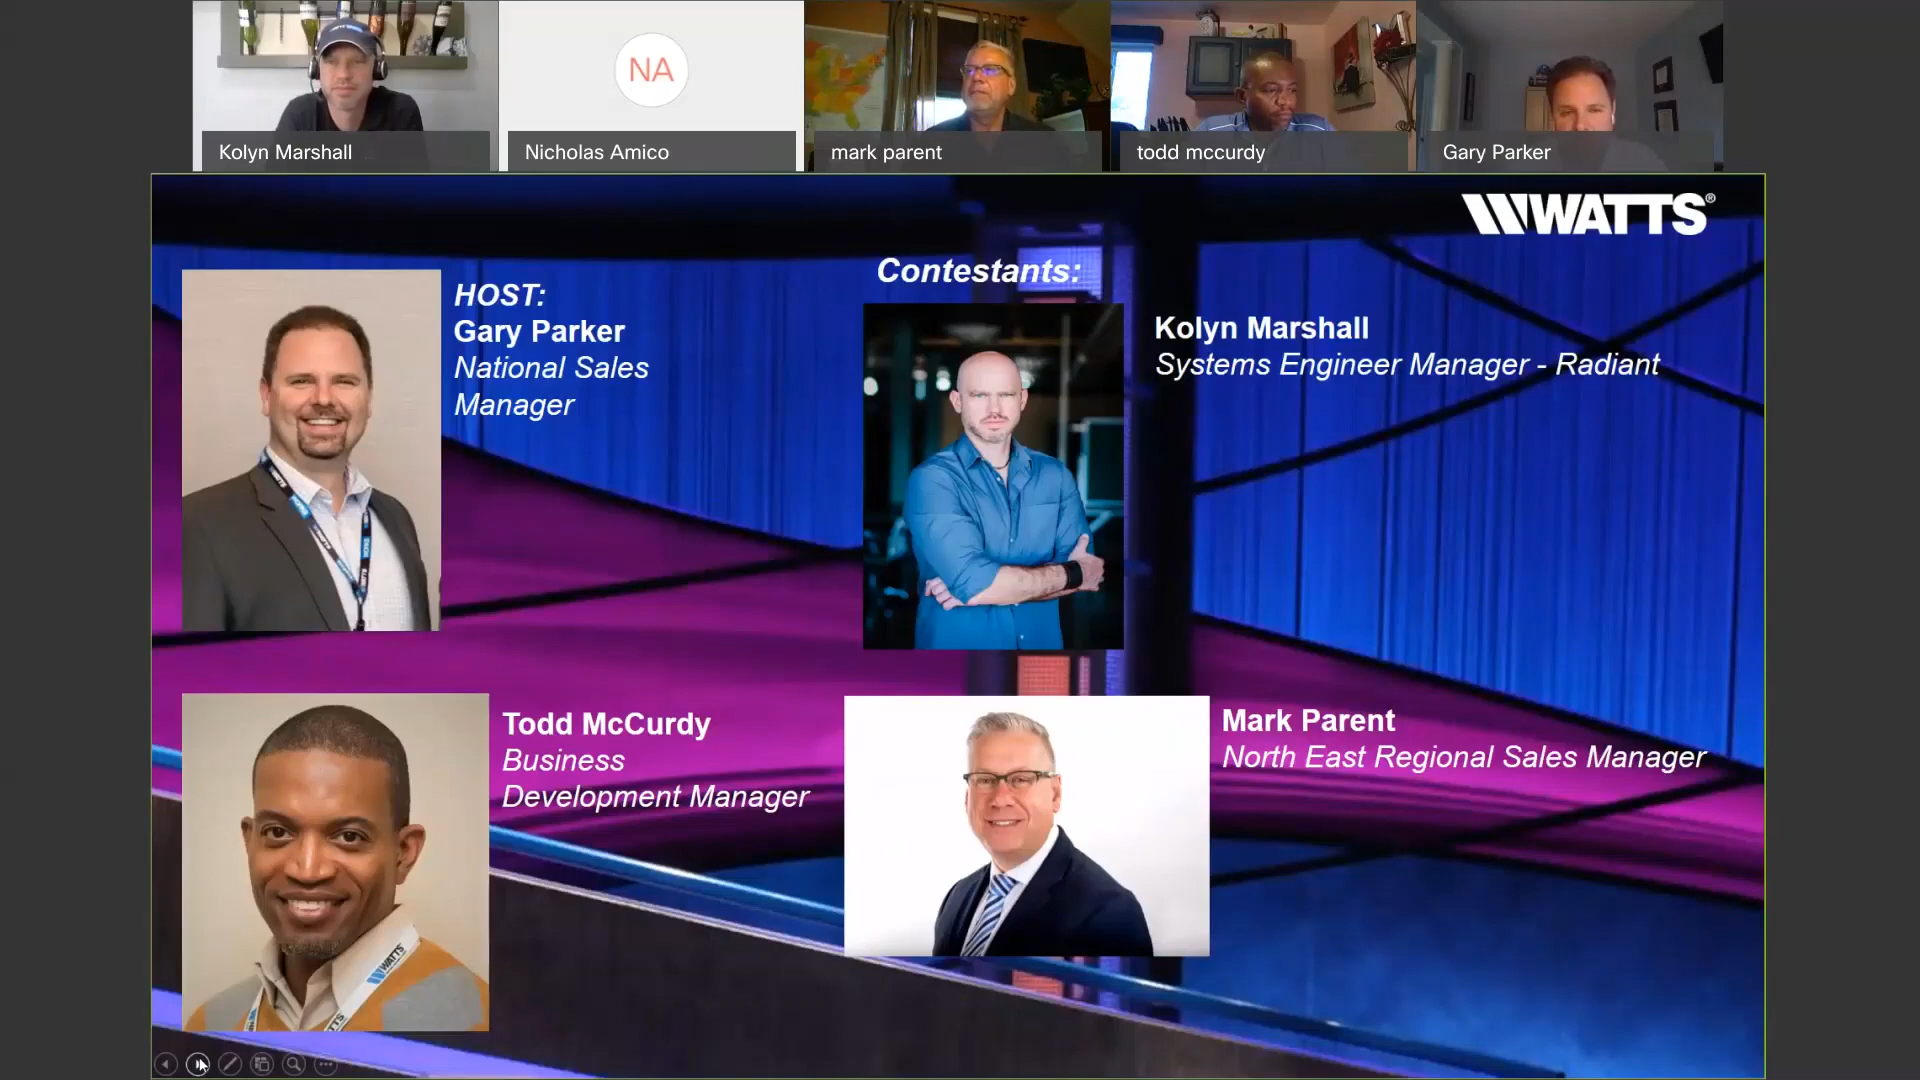 NA
Kolyn Marshall
Nicholas Amico
mark parent
todd mccurdy
Gary Parker
WATTS®
HOST:
Gary Parker
National Sales
Manager
Contestants:
Kolyn Marshall
Systems Engineer Manager - Radiant
Todd McCurdy
Business
Development Manager
WATTS
Mark Parent
North East Regional Sales Manager